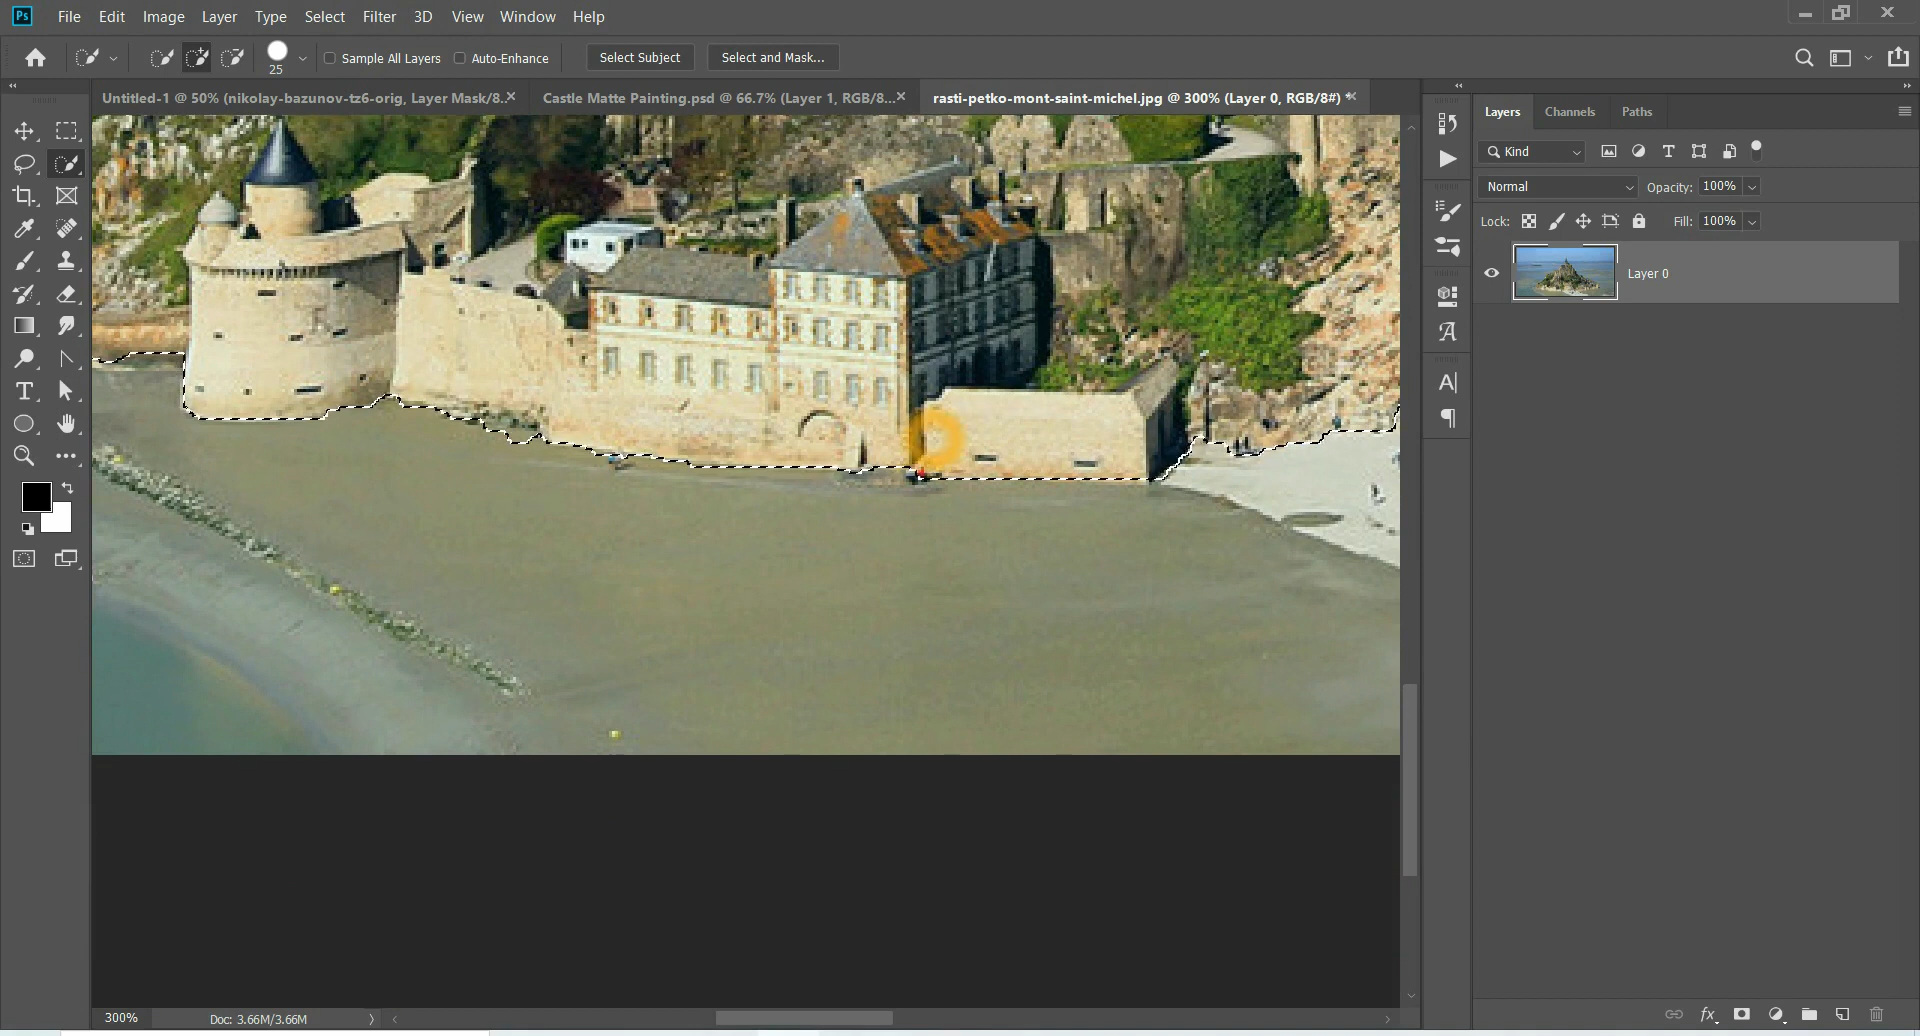 Ps File Edit Image Layer Type Select Filter 3D View Window Help
25 Sample All Layers Auto-Enhance Select Subject Select and Mask...
Untitled-1 @ 50% (nikolay-bazunov-tz6-orig, Layer Mask/8... Castle Matte Painting.psd @ 66.7% (Layer 1, RGB/8... rasti-petko-mont-saint-michel.jpg @ 300% (Layer 0, RGB/8#) *
Layers Channels Paths
Kind
Normal Opacity: 100%
Lock: Fill: 100%
Layer 0
300% Doc: 3.66M/3.66M